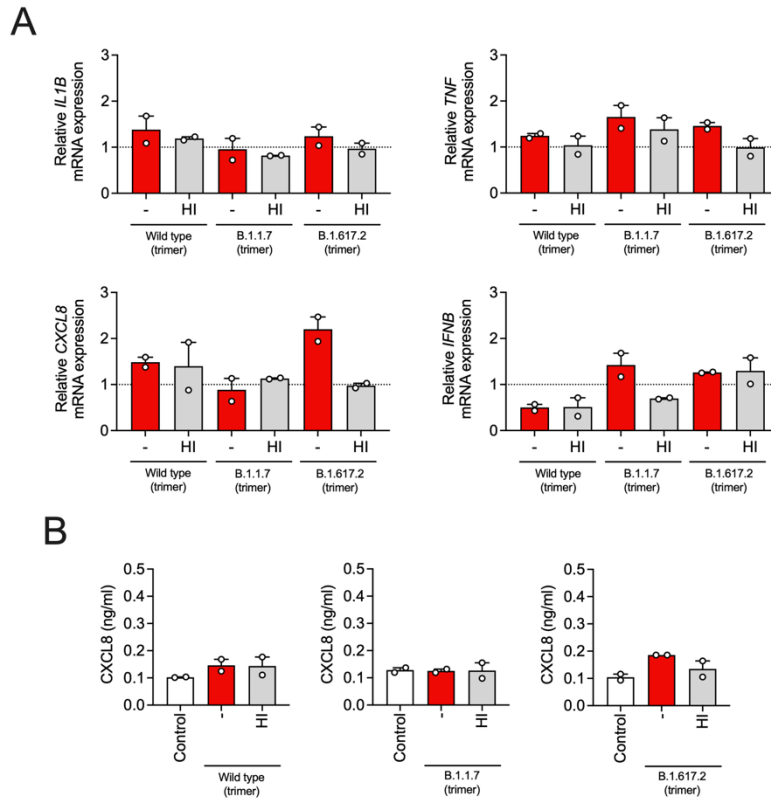 A
Relative IL1B
mRNA expression
3
2
1
0
-
HI
-
HI
-
HI
Wild type
(trimer)
B.1.1.7
(trimer)
B.1.617.2
(trimer)
Relative TNF
mRNA expression
3
2
1
0
-
HI
-
HI
-
HI
Wild type
(trimer)
B.1.1.7
(trimer)
B.1.617.2
(trimer)
Relative CXCL8
mRNA expression
3
2
1
0
-
HI
-
HI
-
HI
Wild type
(trimer)
B.1.1.7
(trimer)
B.1.617.2
(trimer)
Relative IFNB
mRNA expression
3
2
1
0
-
HI
-
HI
-
HI
Wild type
(trimer)
B.1.1.7
(trimer)
B.1.617.2
(trimer)
B
CXCL8 (ng/ml)
0.5
0.4
0.3
0.2
0.1
0.0
Control
-
HI
Wild type
(trimer)
CXCL8 (ng/ml)
0.5
0.4
0.3
0.2
0.1
0.0
Control
-
HI
B.1.1.7
(trimer)
CXCL8 (ng/ml)
0.5
0.4
0.3
0.2
0.1
0.0
Control
-
HI
B.1.617.2
(trimer)